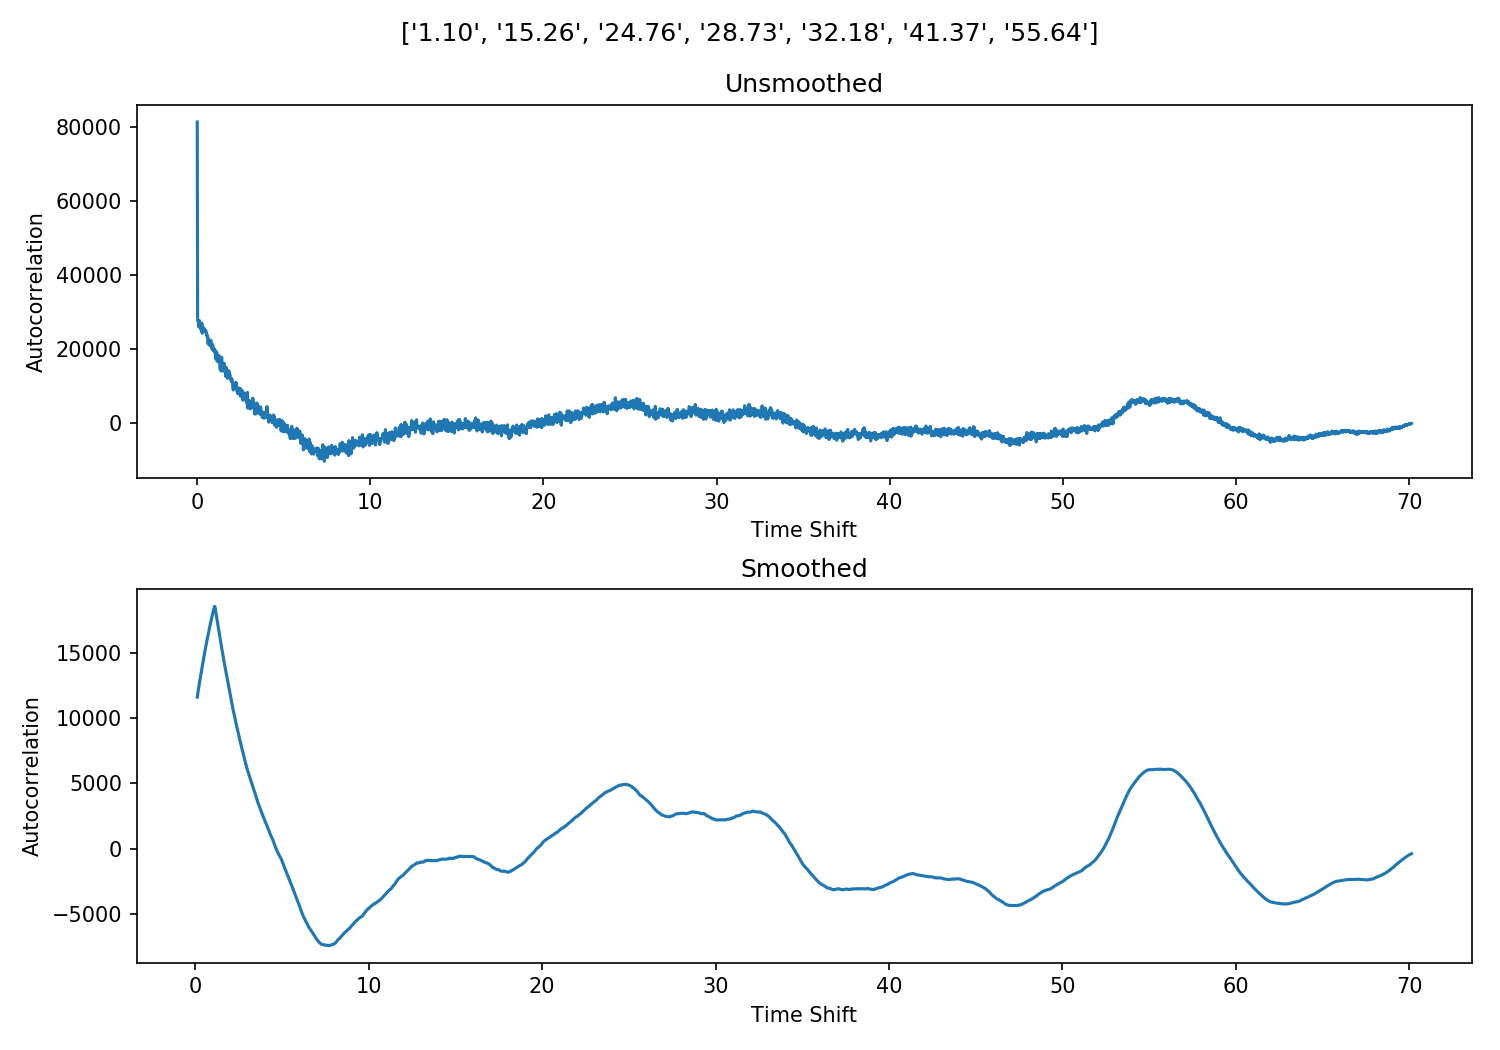 ['1.10', '15.26', '24.76', '28.73', '32.18', '41.37', '55.64']
Unsmoothed
Autocorrelation
80000
60000
40000
20000
0
0 10 20 30 40 50 60 70
Time Shift
Smoothed
Autocorrelation
15000
10000
5000
0
−5000
0 10 20 30 40 50 60 70
Time Shift